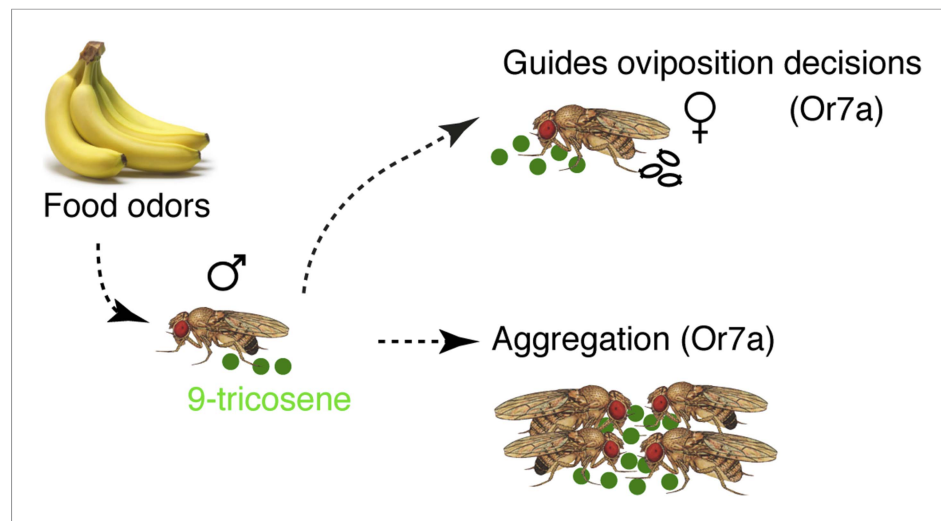 Guides oviposition decisions
(Or7a)
Food odors
9-tricosene
Aggregation (Or7a)